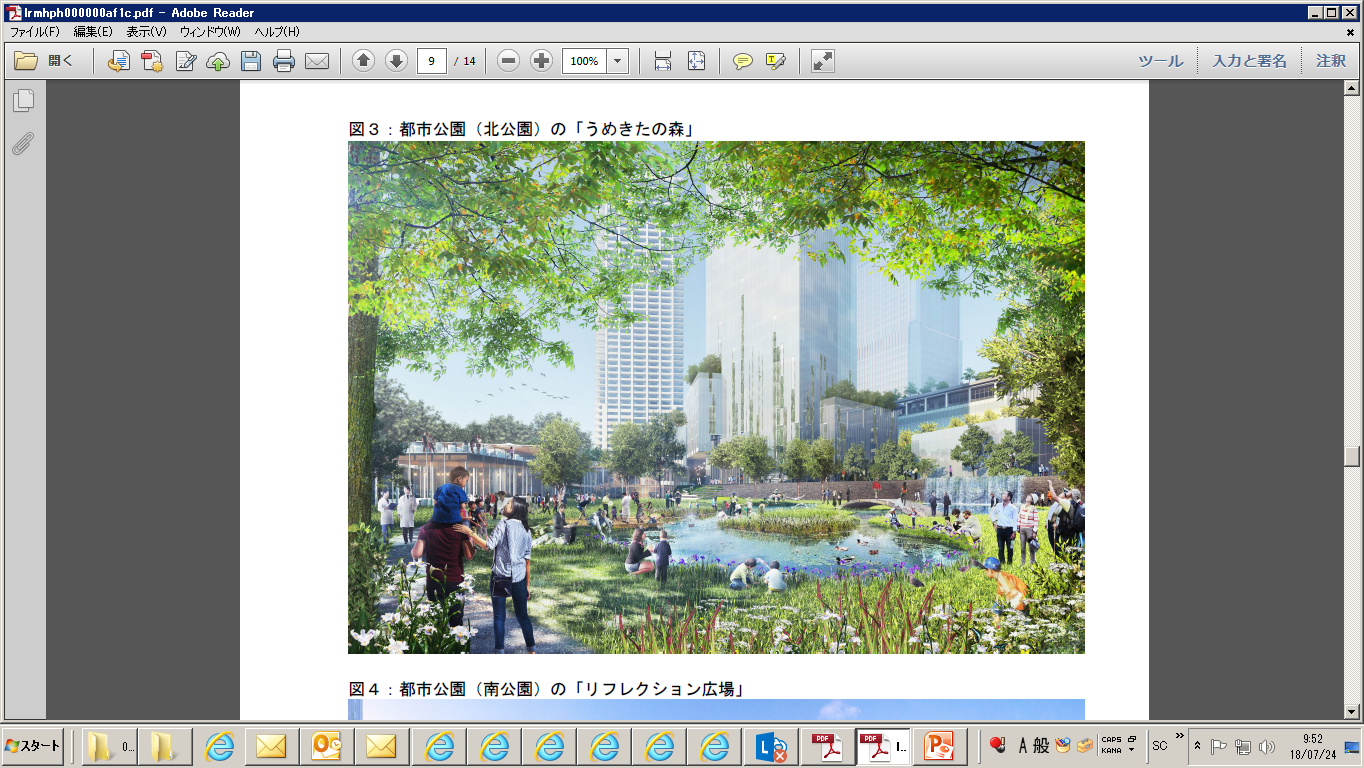 lrmhph000000af1c.pdf - Adobe Reader
ファイル(F) 編集(E) 表示(V) ウィンドウ(W) ヘルプ(H)
開く 9 / 14 100% ツール 入力と署名 注釈
図３：都市公園（北公園）の「うめきたの森」
図４：都市公園（南公園）の「リフレクション広場」
スタート 0... PDF PDF I... A 般 CAPS KANA SC 9:52
18/07/24